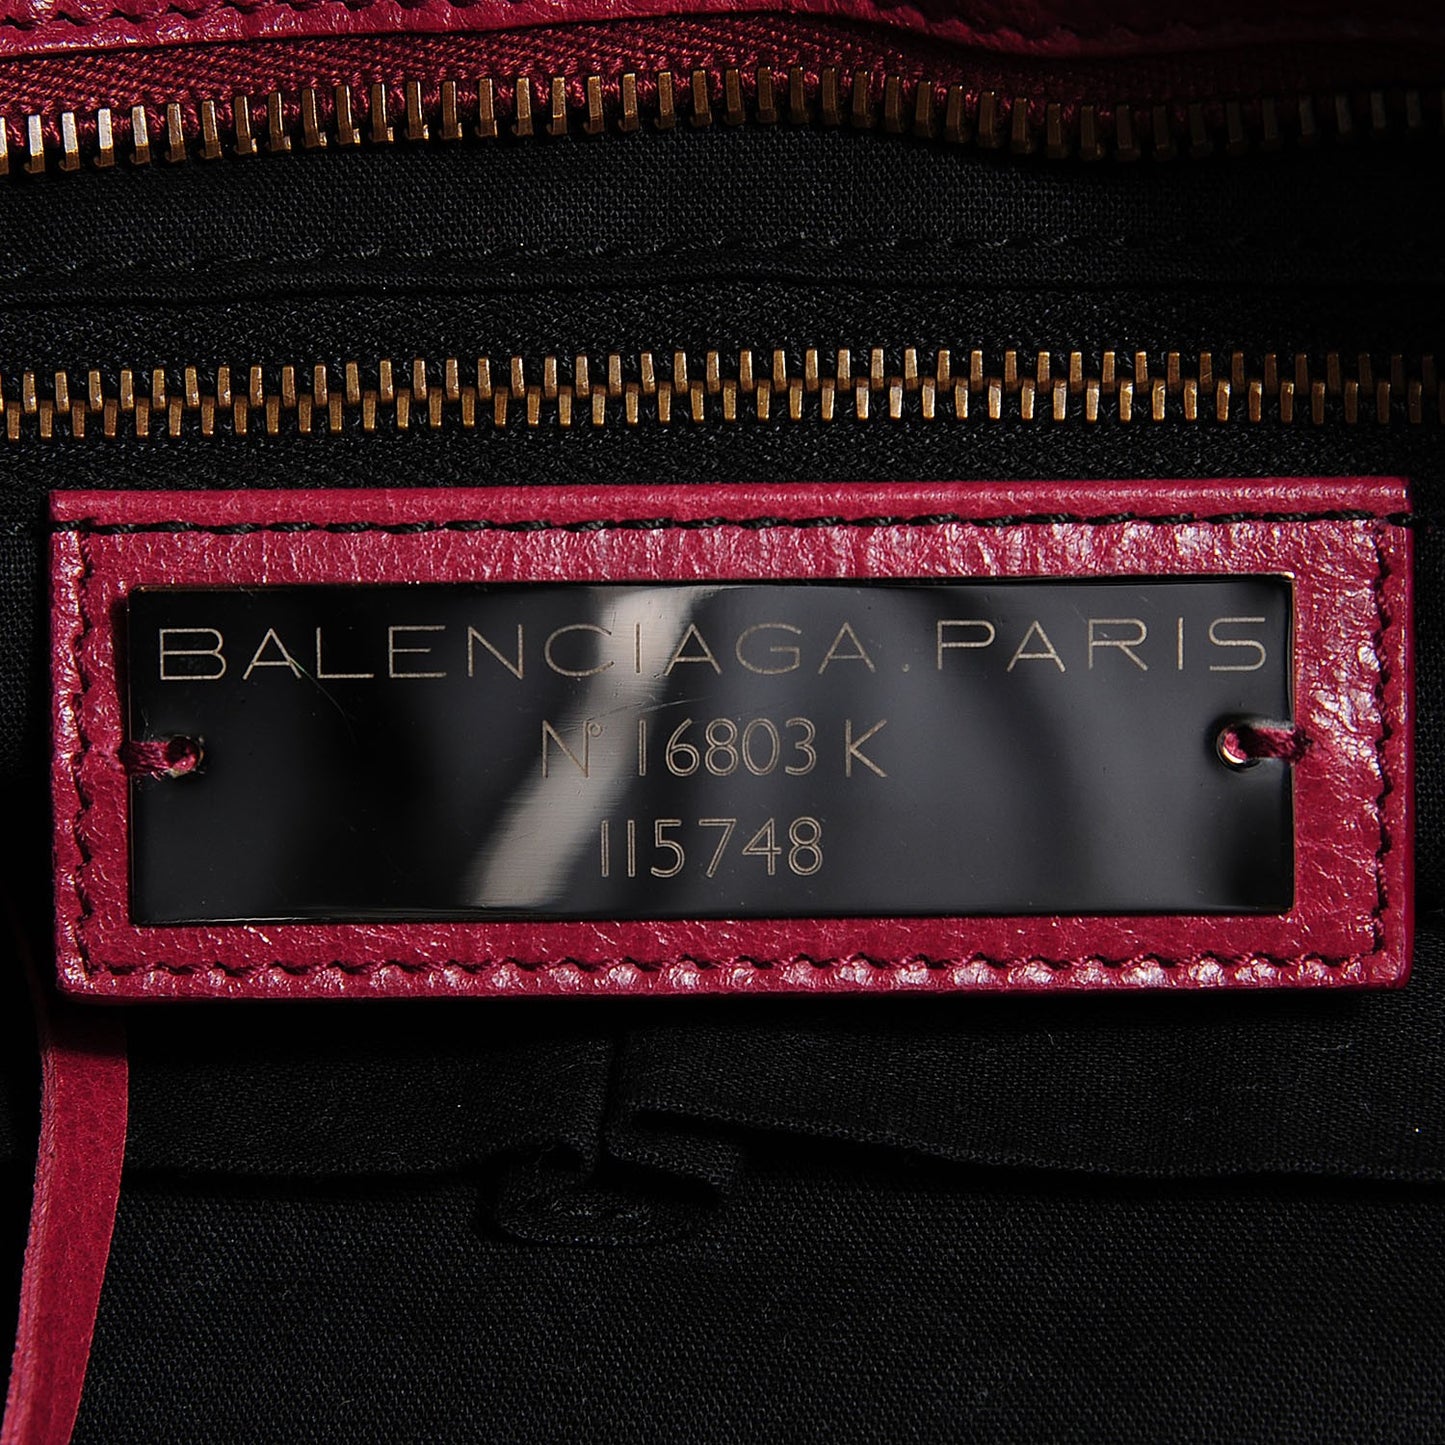 BALENCIAGA.PARIS
N° 16803 K
115748